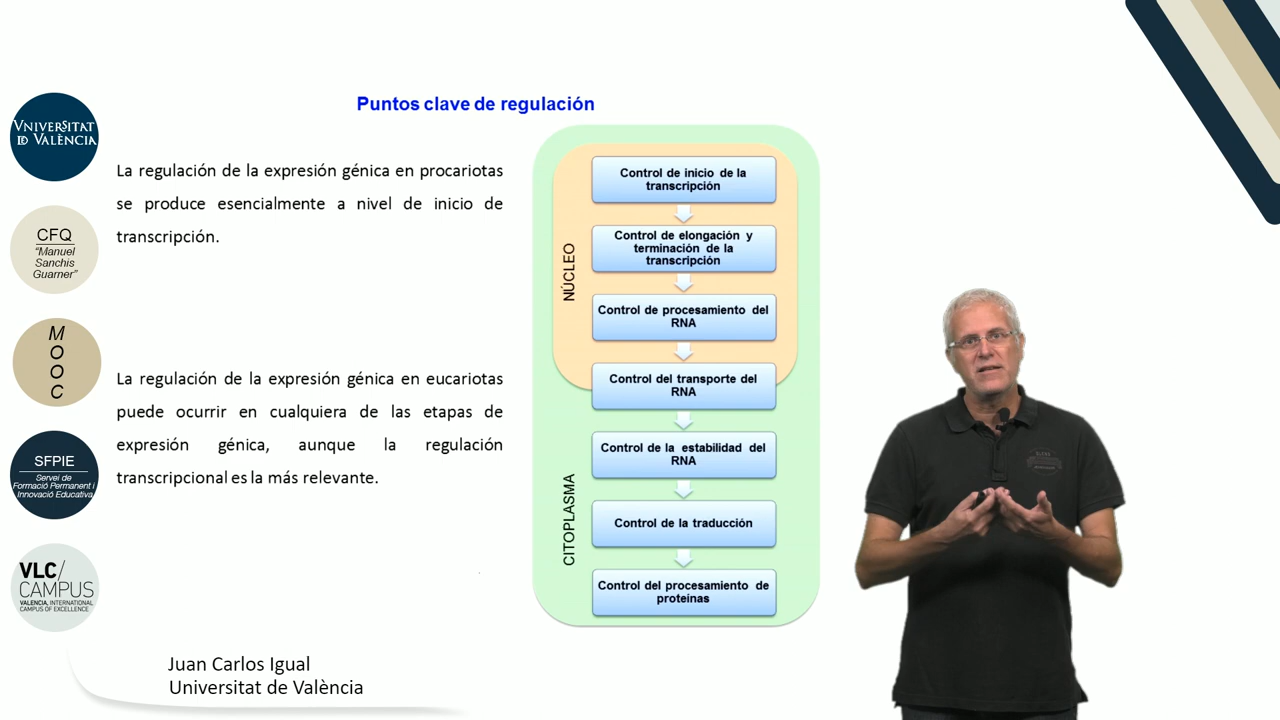 Puntos clave de regulación
VNIVERSITAT
ID VALÈNCIA
La regulación de la expresión génica en procariotas
se produce esencialmente a nivel de inicio de
transcripción.
CFQ
"Manuel
Sanchis
Guarner"
M
O
O
C
La regulación de la expresión génica en eucariotas
puede ocurrir en cualquiera de las etapas de
expresión génica, aunque la regulación
transcripcional es la más relevante.
SFPIE
Servei de
Formació Permanent i
Innovació Educativa
VLC/
CAMPUS
VALENCIA, INTERNATIONAL
CAMPUS OF EXCELLENCE
NÚCLEO
Control de inicio de la
transcripción
Control de elongación y
terminación de la
transcripción
Control de procesamiento del
RNA
Control del transporte del
RNA
CITOPLASMA
Control de la estabilidad del
RNA
Control de la traducción
Control del procesamiento de
proteínas
Juan Carlos Igual
Universitat de València